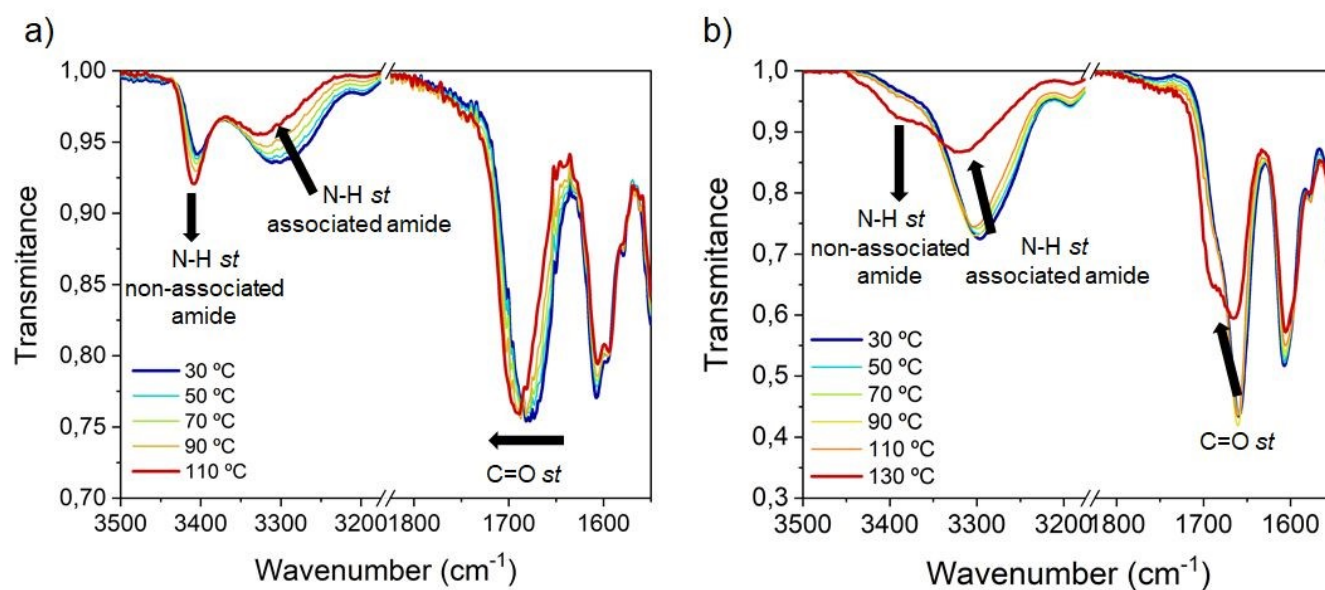 a)
1,00
0,95
0,90
0,85
0,80
0,75
0,70
Transmitance
N-H st
associated amide
N-H st
non-associated
amide
30 ºC
50 ºC
70 ºC
90 ºC
110 ºC
C=O st
3500 3400 3300 3200 1800 1700 1600
Wavenumber (cm-1)
b)
1,0
0,9
0,8
0,7
0,6
0,5
0,4
0,3
Transmitance
N-H st
non-associated
amide
N-H st
associated amide
30 ºC
50 ºC
70 ºC
90 ºC
110 ºC
130 ºC
C=O st
3500 3400 3300 3200 1800 1700 1600
Wavenumber (cm-1)